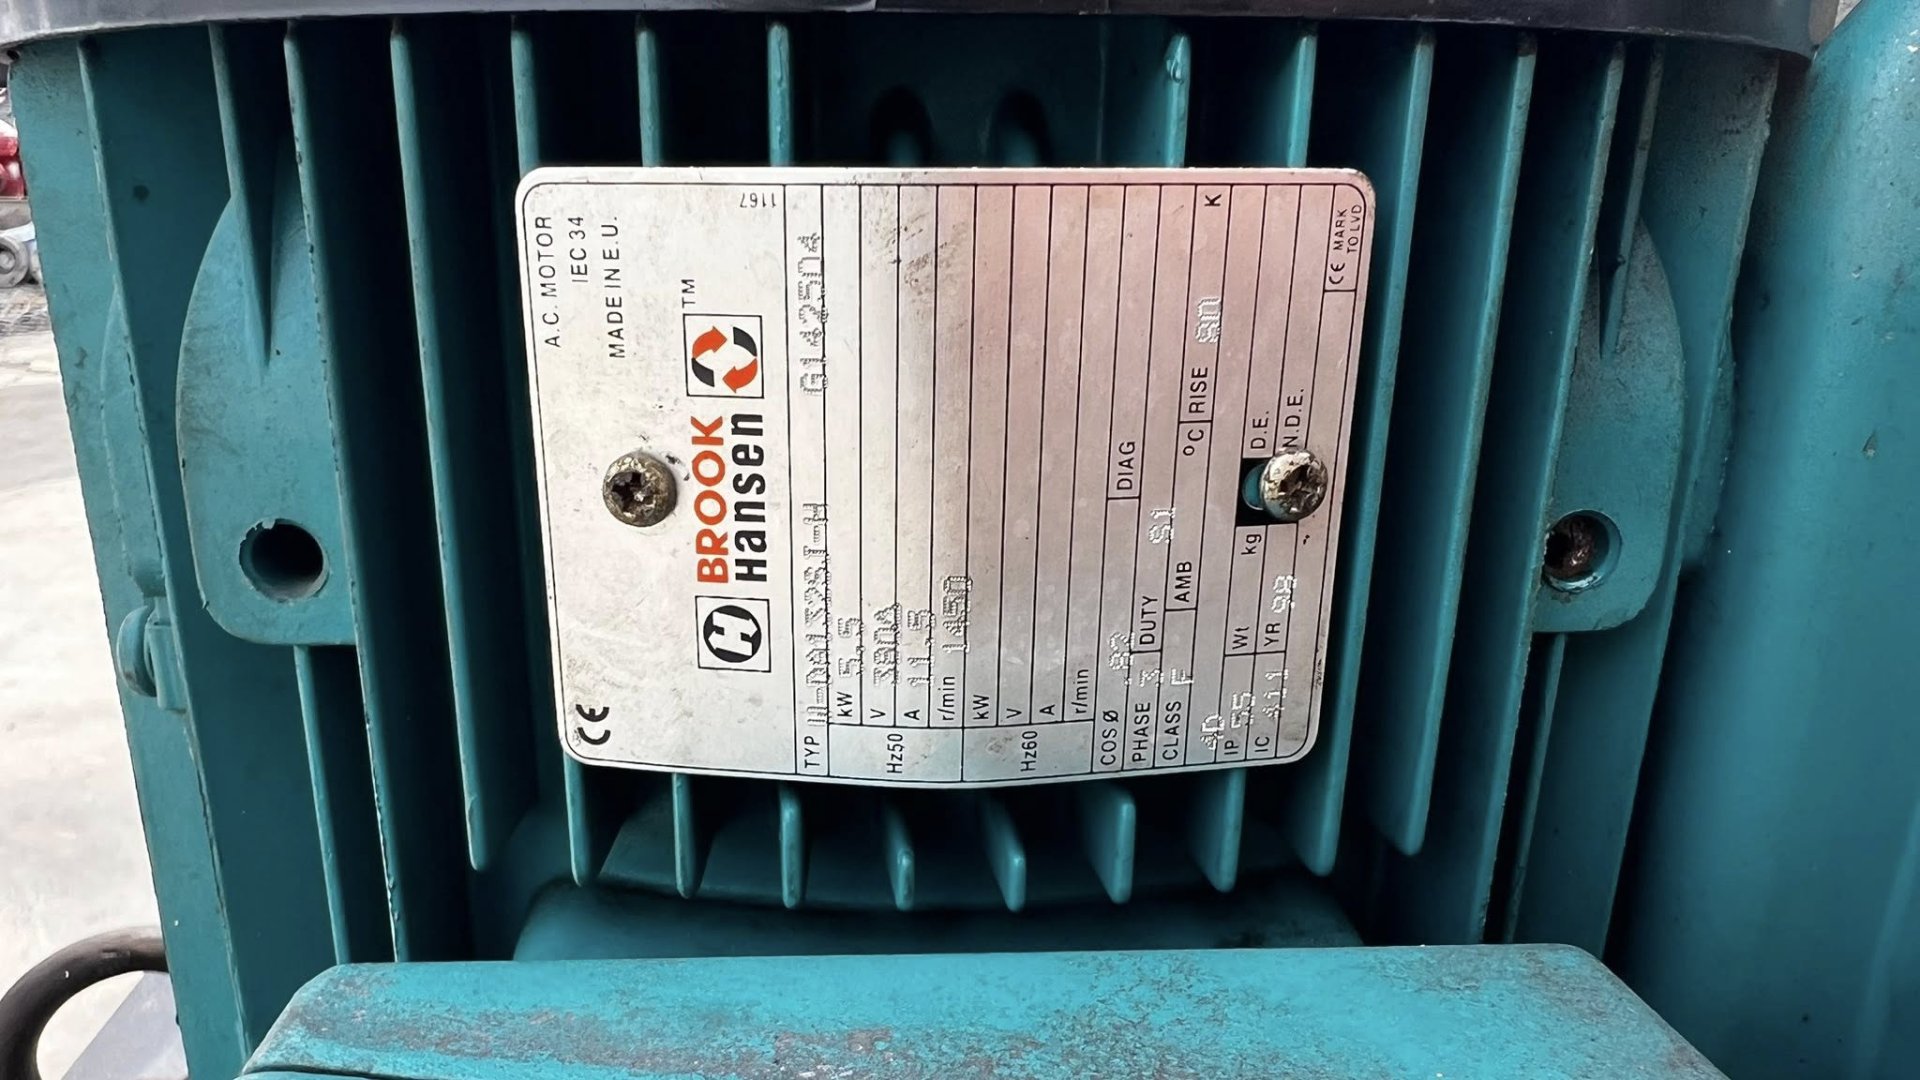 A.C. MOTOR
IEC 34
MADE IN E.U.
CE
1167
H BROOK
Hansen TM
TYP
Hz50 kW 5.5
V 380Δ
A 11.5
r/min 1450
Hz60 kW
V
A
r/min
COS Ø .82 DIAG
PHASE 3 DUTY S1
CLASS F AMB °C RISE 80 K
IP 55 Wt kg D.E.
IC 411 YR 98 N.D.E.
CE MARK
TO LVD